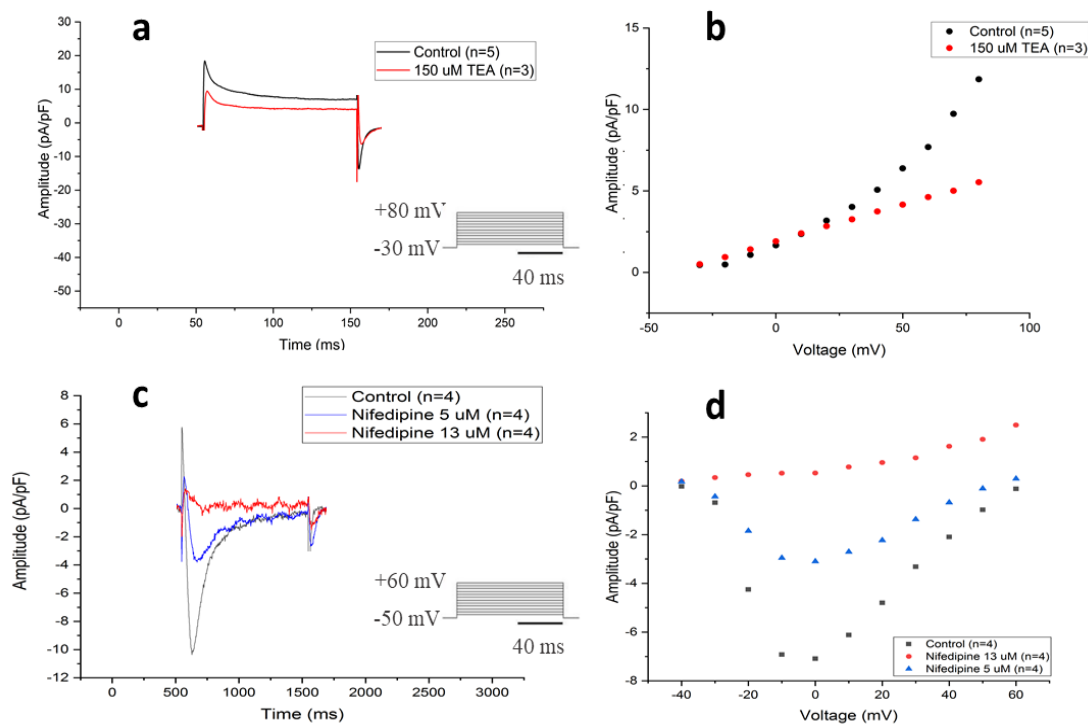 a
30
20
10
0
-10
-20
-30
-40
-50
Amplitude (pA/pF)
Control (n=5)
150 uM TEA (n=3)
+80 mV
-30 mV
40 ms
0
50
100
150
200
250
Time (ms)
b
15
10
5
0
Amplitude (pA/pF)
Control (n=5)
150 uM TEA (n=3)
-50
0
50
100
Voltage (mV)
c
8
6
4
2
0
-2
-4
-6
-8
-10
-12
Amplitude (pA/pF)
Control (n=4)
Nifedipine 5 uM (n=4)
Nifedipine 13 uM (n=4)
+60 mV
-50 mV
40 ms
0
500
1000
1500
2000
2500
3000
Time (ms)
d
2
0
-2
-4
-6
-8
Amplitude (pA/pF)
Control (n=4)
Nifedipine 13 uM (n=4)
Nifedipine 5 uM (n=4)
-40
-20
0
20
40
60
Voltage (mV)